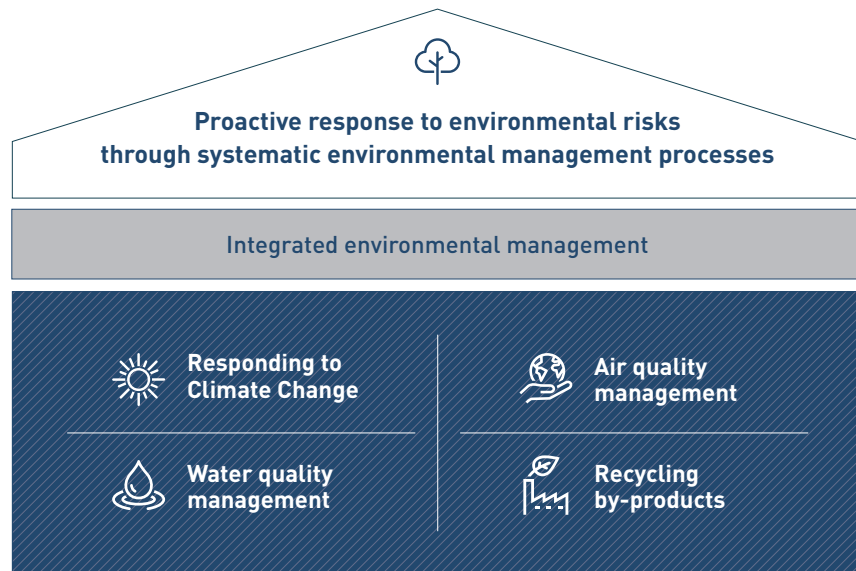 Proactive response to environmental risks
through systematic environmental management processes
Integrated environmental management
Responding to
Climate Change
Air quality
management
Water quality
management
Recycling
by-products